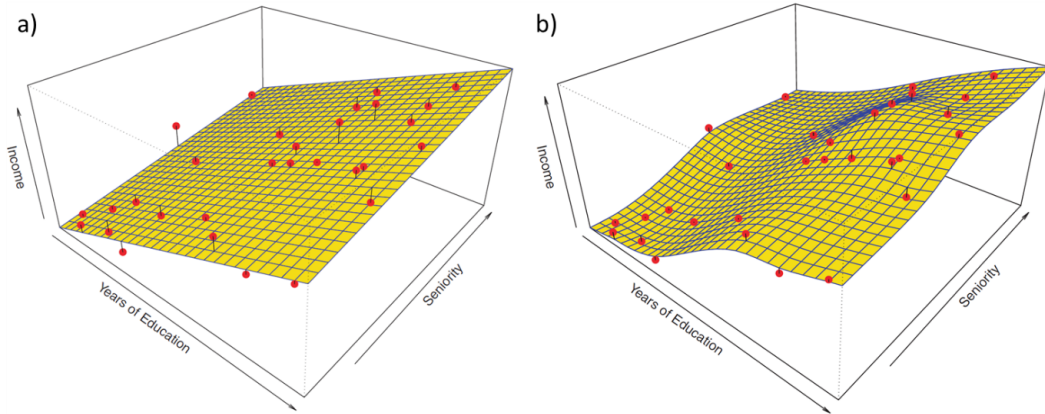 a)
Income
Years of Education
Seniority
b)
Income
Years of Education
Seniority